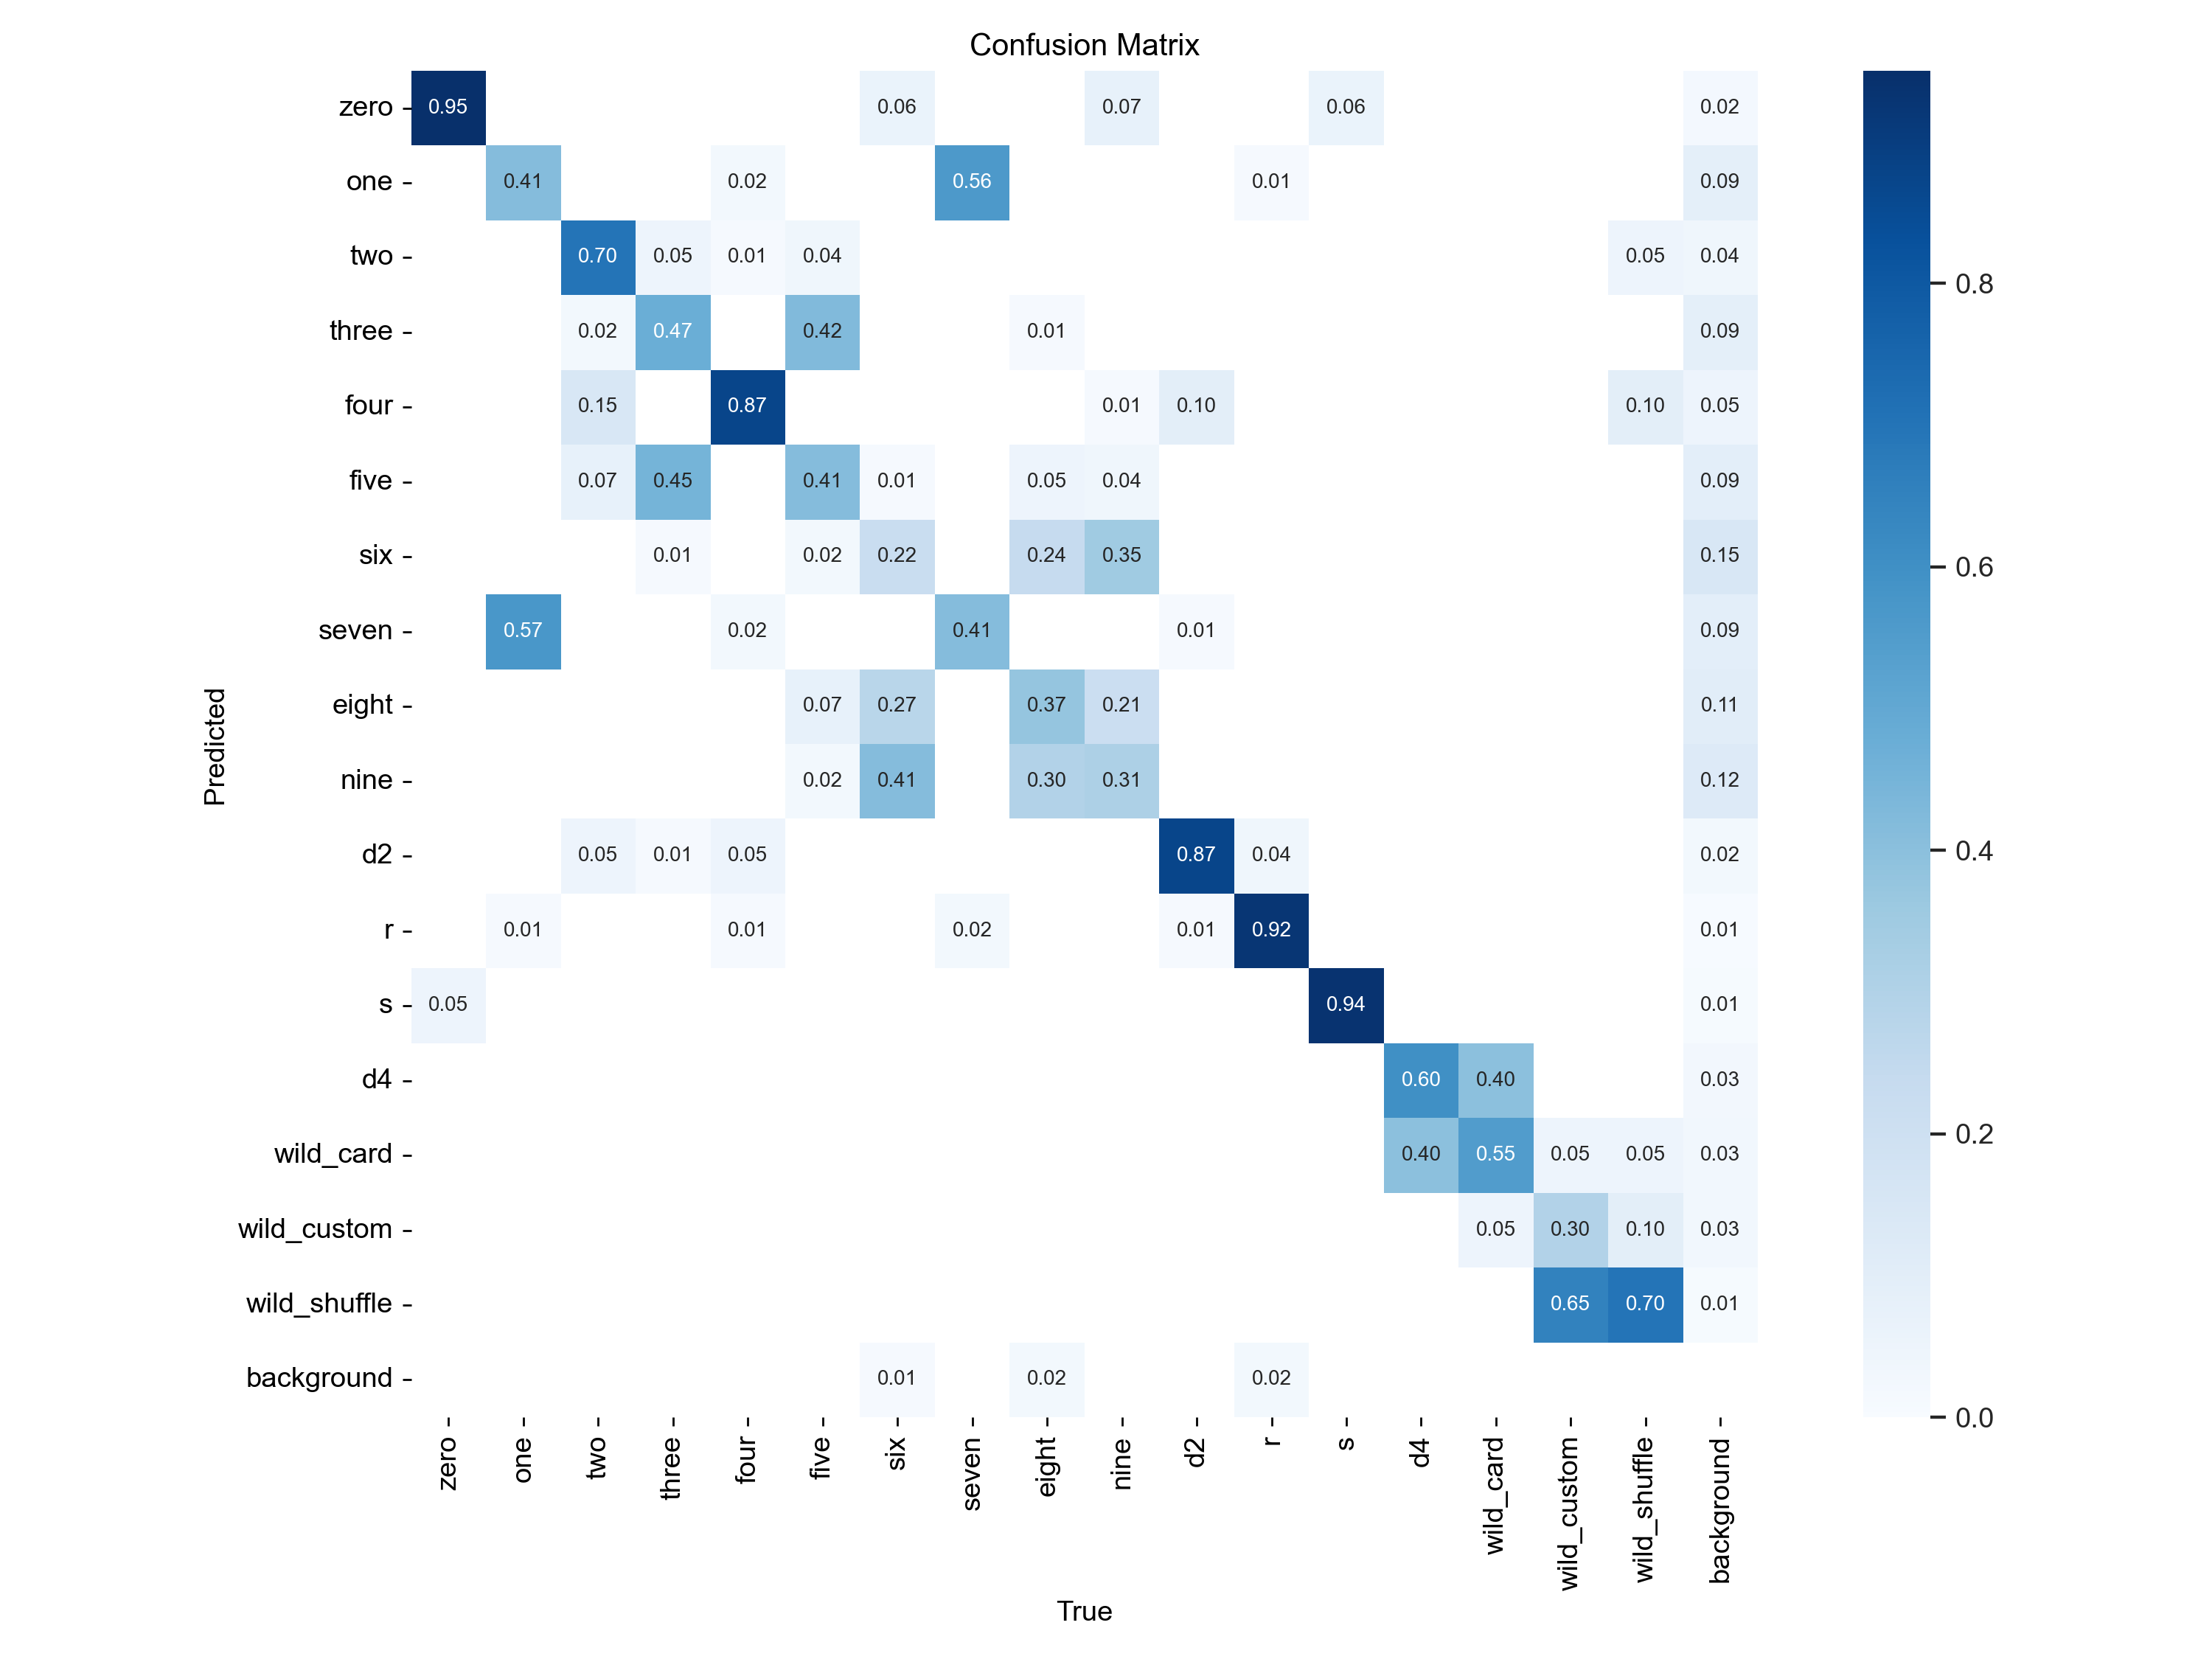 Confusion Matrix
zero 0.95 0.06 0.07 0.06 0.02
one 0.41 0.02 0.56 0.01 0.09
two 0.70 0.05 0.01 0.04 0.05 0.04
three 0.02 0.47 0.42 0.01 0.09
four 0.15 0.87 0.01 0.10 0.10 0.05
five 0.07 0.45 0.41 0.01 0.05 0.04 0.09
six 0.01 0.02 0.22 0.24 0.35 0.15
seven 0.57 0.02 0.41 0.01 0.09
eight 0.07 0.27 0.37 0.21 0.11
nine 0.02 0.41 0.30 0.31 0.12
d2 0.05 0.01 0.05 0.87 0.04 0.02
r 0.01 0.01 0.02 0.01 0.92 0.01
s 0.05 0.94 0.01
d4 0.60 0.40 0.03
wild_card 0.40 0.55 0.05 0.05 0.03
wild_custom 0.05 0.30 0.10 0.03
wild_shuffle 0.65 0.70 0.01
background 0.01 0.02 0.02
Predicted
zero one two three four five six seven eight nine d2 r s d4 wild_card wild_custom wild_shuffle background
True
0.8
0.6
0.4
0.2
0.0